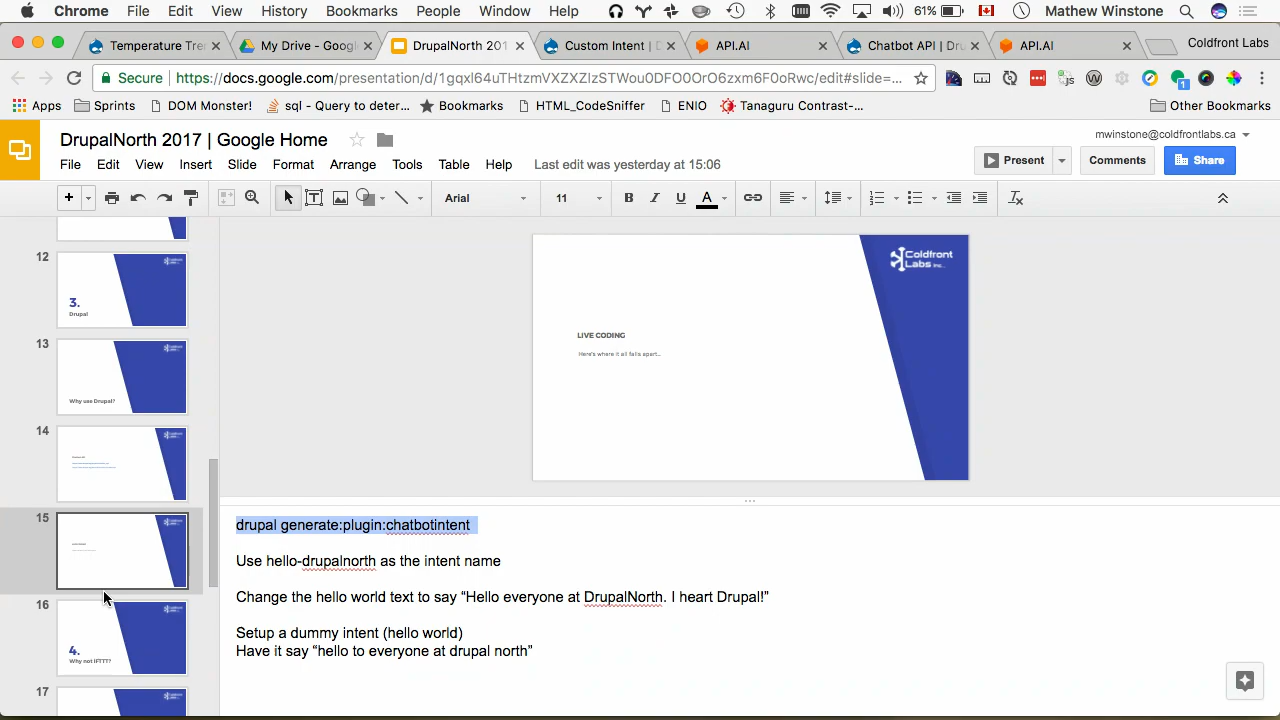 Chrome File Edit View History Bookmarks People Window Help 61% Mathew Winstone
Temperature Tre My Drive - Googl DrupalNorth 201 Custom Intent | D API.AI Chatbot API | Dru API.AI Coldfront Labs
Secure https://docs.google.com/presentation/d/1gqxl64uTHtzmVXZXZIzSTWou0DFO0OrO6zxm6F0oRwc/edit#slide=...
Apps Sprints DOM Monster! sql - Query to deter... Bookmarks HTML_CodeSniffer ENIO Tanaguru Contrast-... Other Bookmarks
DrupalNorth 2017 | Google Home
mwinstone@coldfrontlabs.ca
File Edit View Insert Slide Format Arrange Tools Table Help Last edit was yesterday at 15:06
Present Comments Share
Arial 11 B I U A
12
3.
Drupal
13
Why use Drupal?
14
15
16
4.
Why not IFTTT?
17
Coldfront
Labs Inc.
LIVE CODING
Here's where it all falls apart...
drupal generate:plugin:chatbotintent
Use hello-drupalnorth as the intent name
Change the hello world text to say “Hello everyone at DrupalNorth. I heart Drupal!”
Setup a dummy intent (hello world)
Have it say “hello to everyone at drupal north”